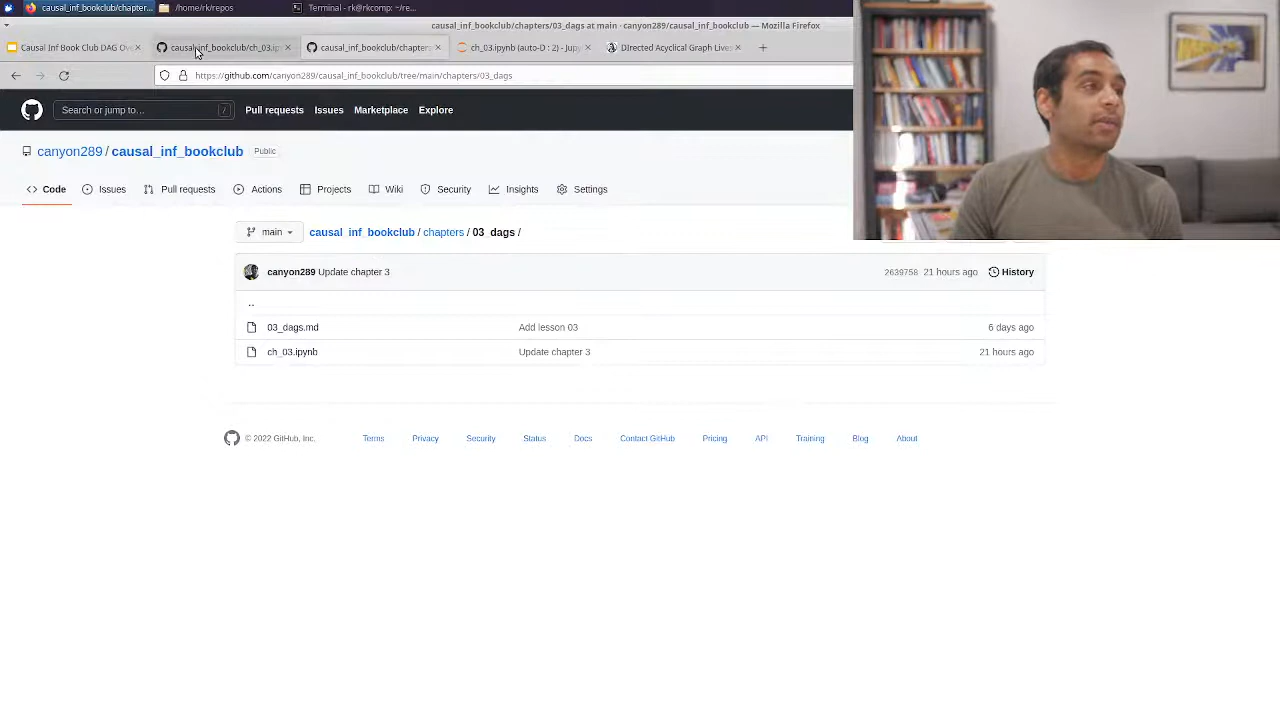 causal_inf_bookclub/chapter...
/home/rk/repos
Terminal - rk@rkcomp: ~/re...
causal_inf_bookclub/chapters/03_dags at main · canyon289/causal_inf_bookclub — Mozilla Firefox
Causal Inf Book Club DAG Ove
causal_inf_bookclub/ch_03.ip
causal_inf_bookclub/chapter
ch_03.ipynb (auto-D : 2) - Jup
DIrected Acyclical Graph Lives
https://github.com/canyon289/causal_inf_bookclub/tree/main/chapters/03_dags
Search or jump to... /
Pull requests Issues Marketplace Explore
canyon289 / causal_inf_bookclub Public
<> Code Issues Pull requests Actions Projects Wiki Security Insights Settings
main causal_inf_bookclub / chapters / 03_dags /
canyon289 Update chapter 3 2639758 21 hours ago History
..
03_dags.md Add lesson 03 6 days ago
ch_03.ipynb Update chapter 3 21 hours ago
© 2022 GitHub, Inc. Terms Privacy Security Status Docs Contact GitHub Pricing API Training Blog About